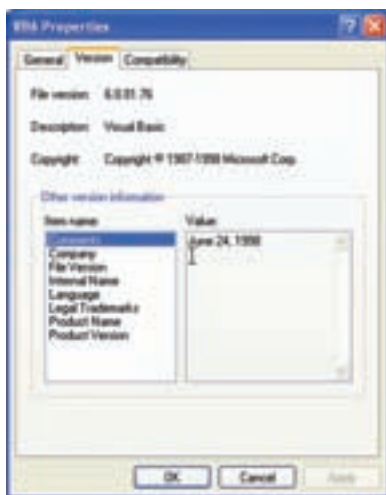 VB6 Properties
General Version Compatibility
File version: 6.0.81.76
Description: Visual Basic
Copyright: Copyright © 1987-1998 Microsoft Corp.
Other version information
Item name: Value:
Comments June 24, 1998
Company
File Version
Internal Name
Language
Legal Trademarks
Product Name
Product Version
OK Cancel Apply